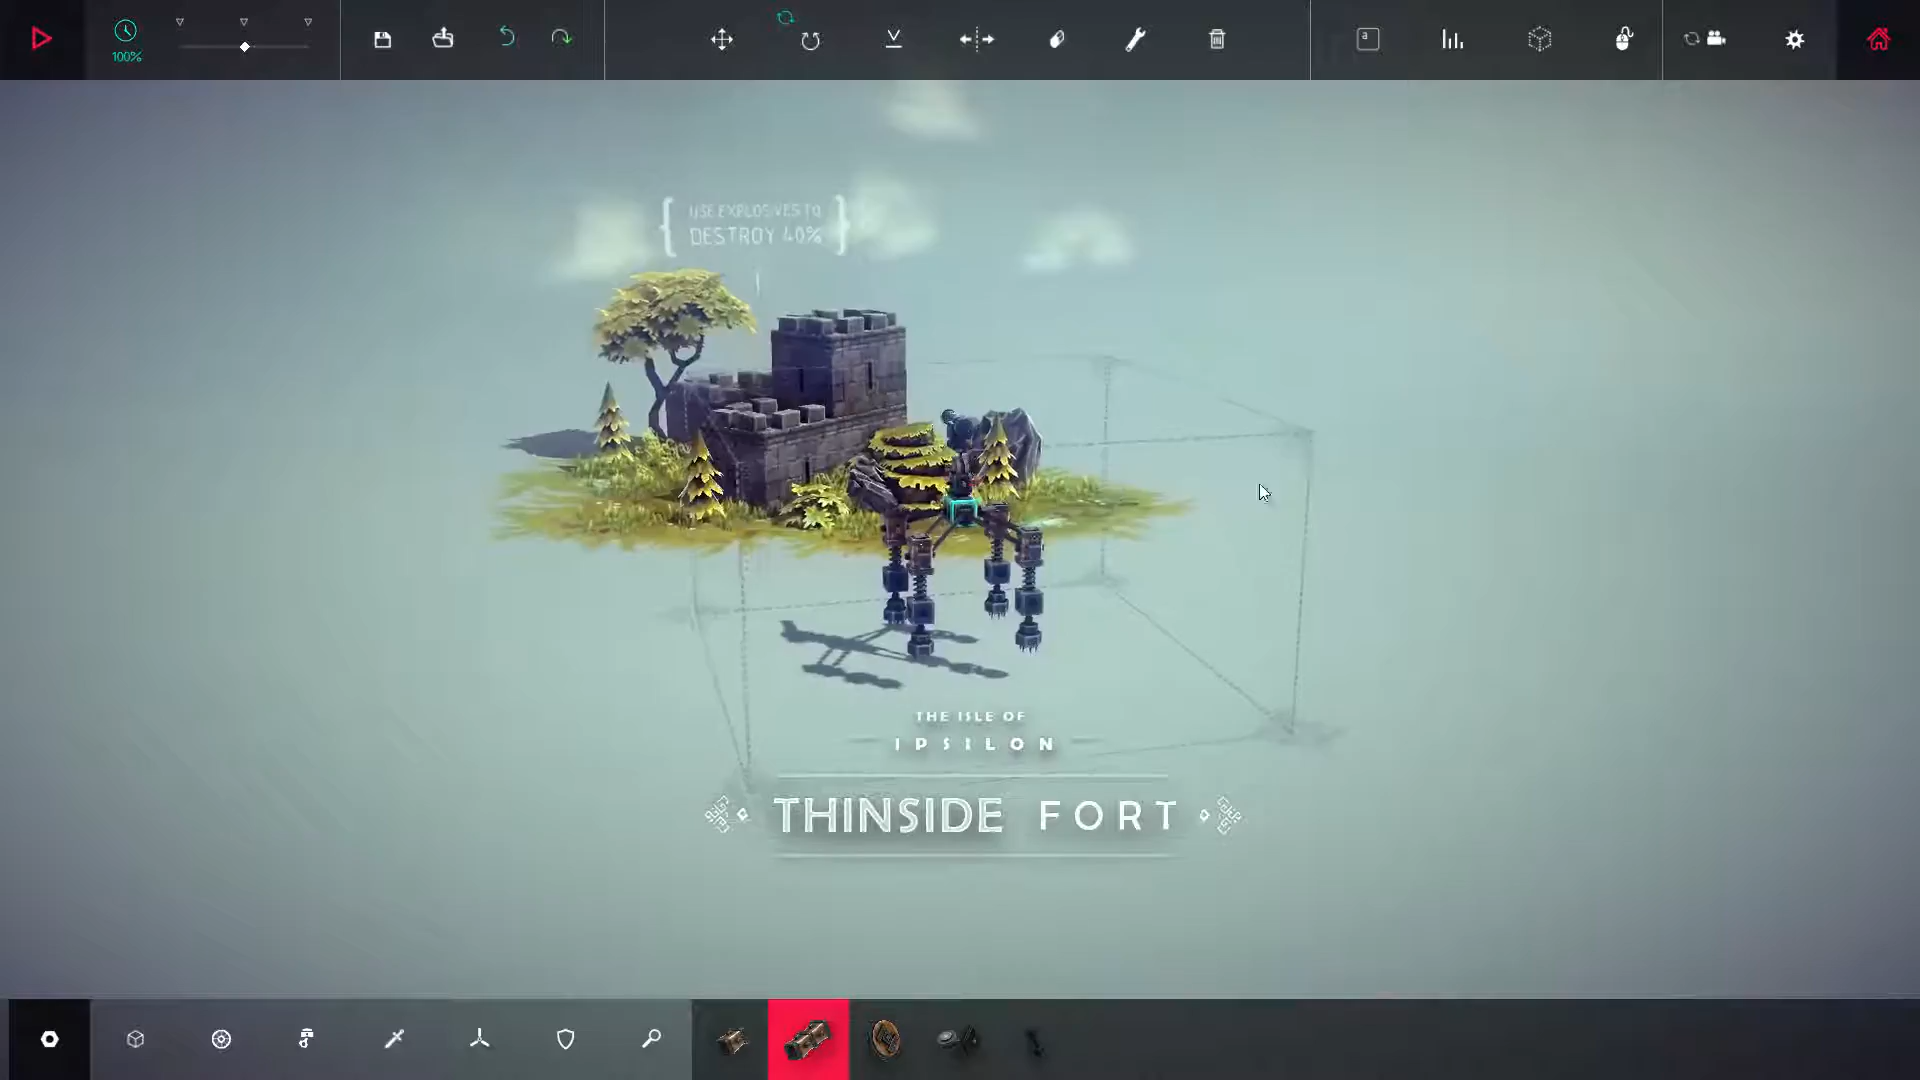 100%
a
USE EXPLOSIVES TO
DESTROY 40%
THE ISLE OF
IPSILON
THINSIDE FORT